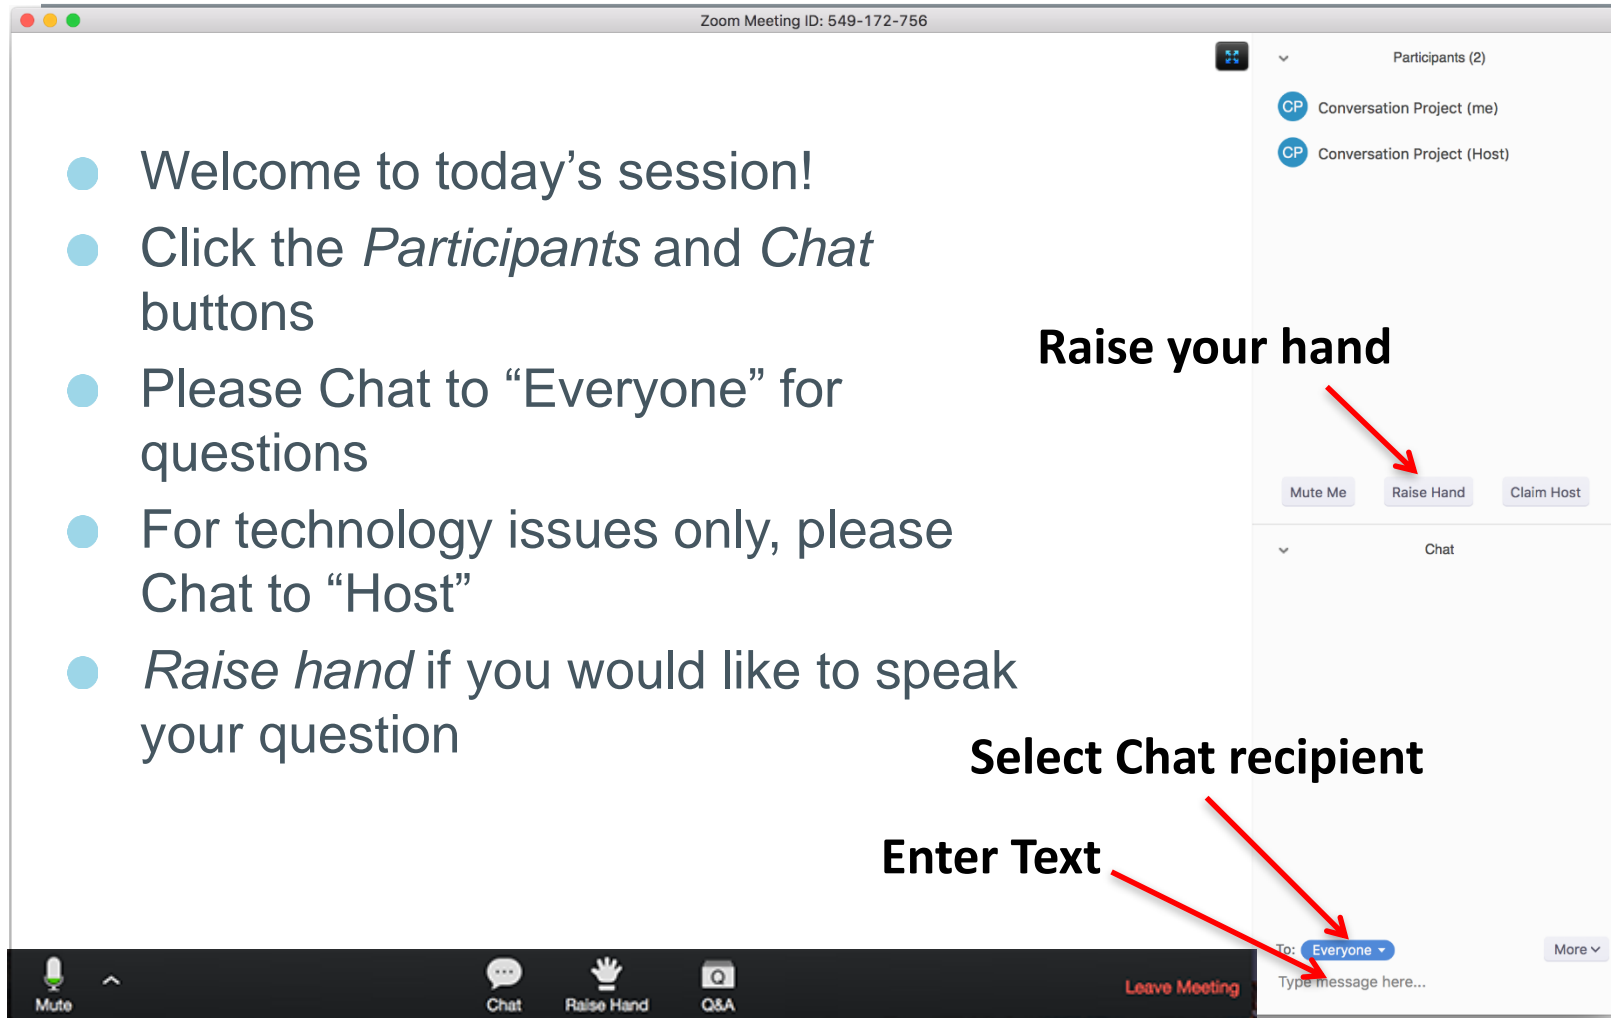 Zoom Meeting ID: 549-172-756
Participants (2)
CP Conversation Project (me)
CP Conversation Project (Host)
Welcome to today’s session!
Click the Participants and Chat
buttons
Please Chat to “Everyone” for
questions
For technology issues only, please
Chat to “Host”
Raise hand if you would like to speak
your question
Raise your hand
Mute Me Raise Hand Claim Host
Chat
Select Chat recipient
Enter Text
To: Everyone More
Type message here...
Mute Chat Raise Hand Q&A Leave Meeting